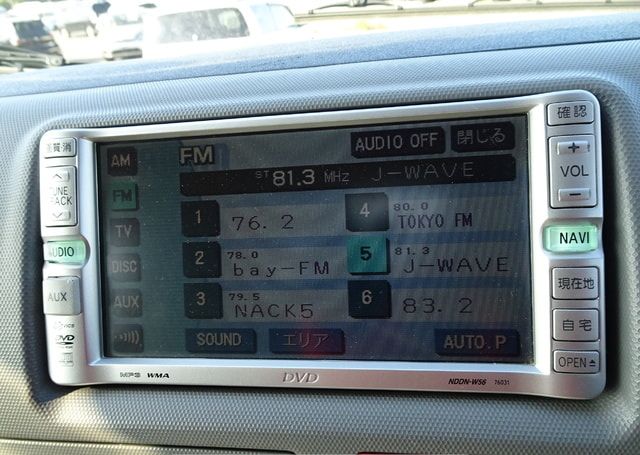 AUDIO OFF 閉じる 確認
AM FM 画質・消
ST 81.3 MHz J-WAVE
FM
TUNE
TRACK
+
VOL
−
TV
1 76.2
4 80.0 TOKYO FM
AUDIO
2 78.0 bay-FM
5 81.3 J-WAVE
NAVI
DISC
AUX
3 79.5 NACK5
6 83.2
現在地
AUX
SOUND エリア AUTO.P
自宅
DVD
OPEN
MP3 WMA DVD NDDN-W56 76031